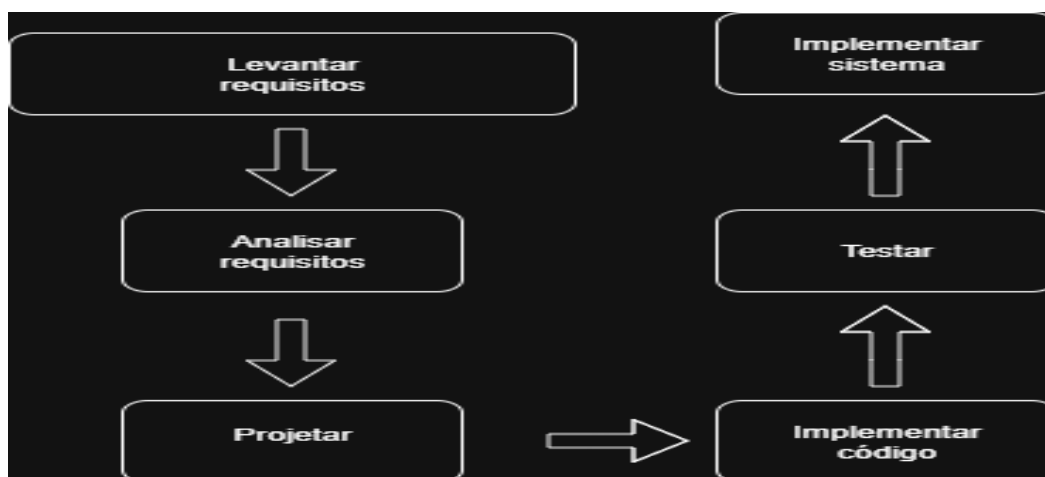 Levantar
requisitos
Analisar
requisitos
Projetar
Implementar
código
Testar
Implementar
sistema